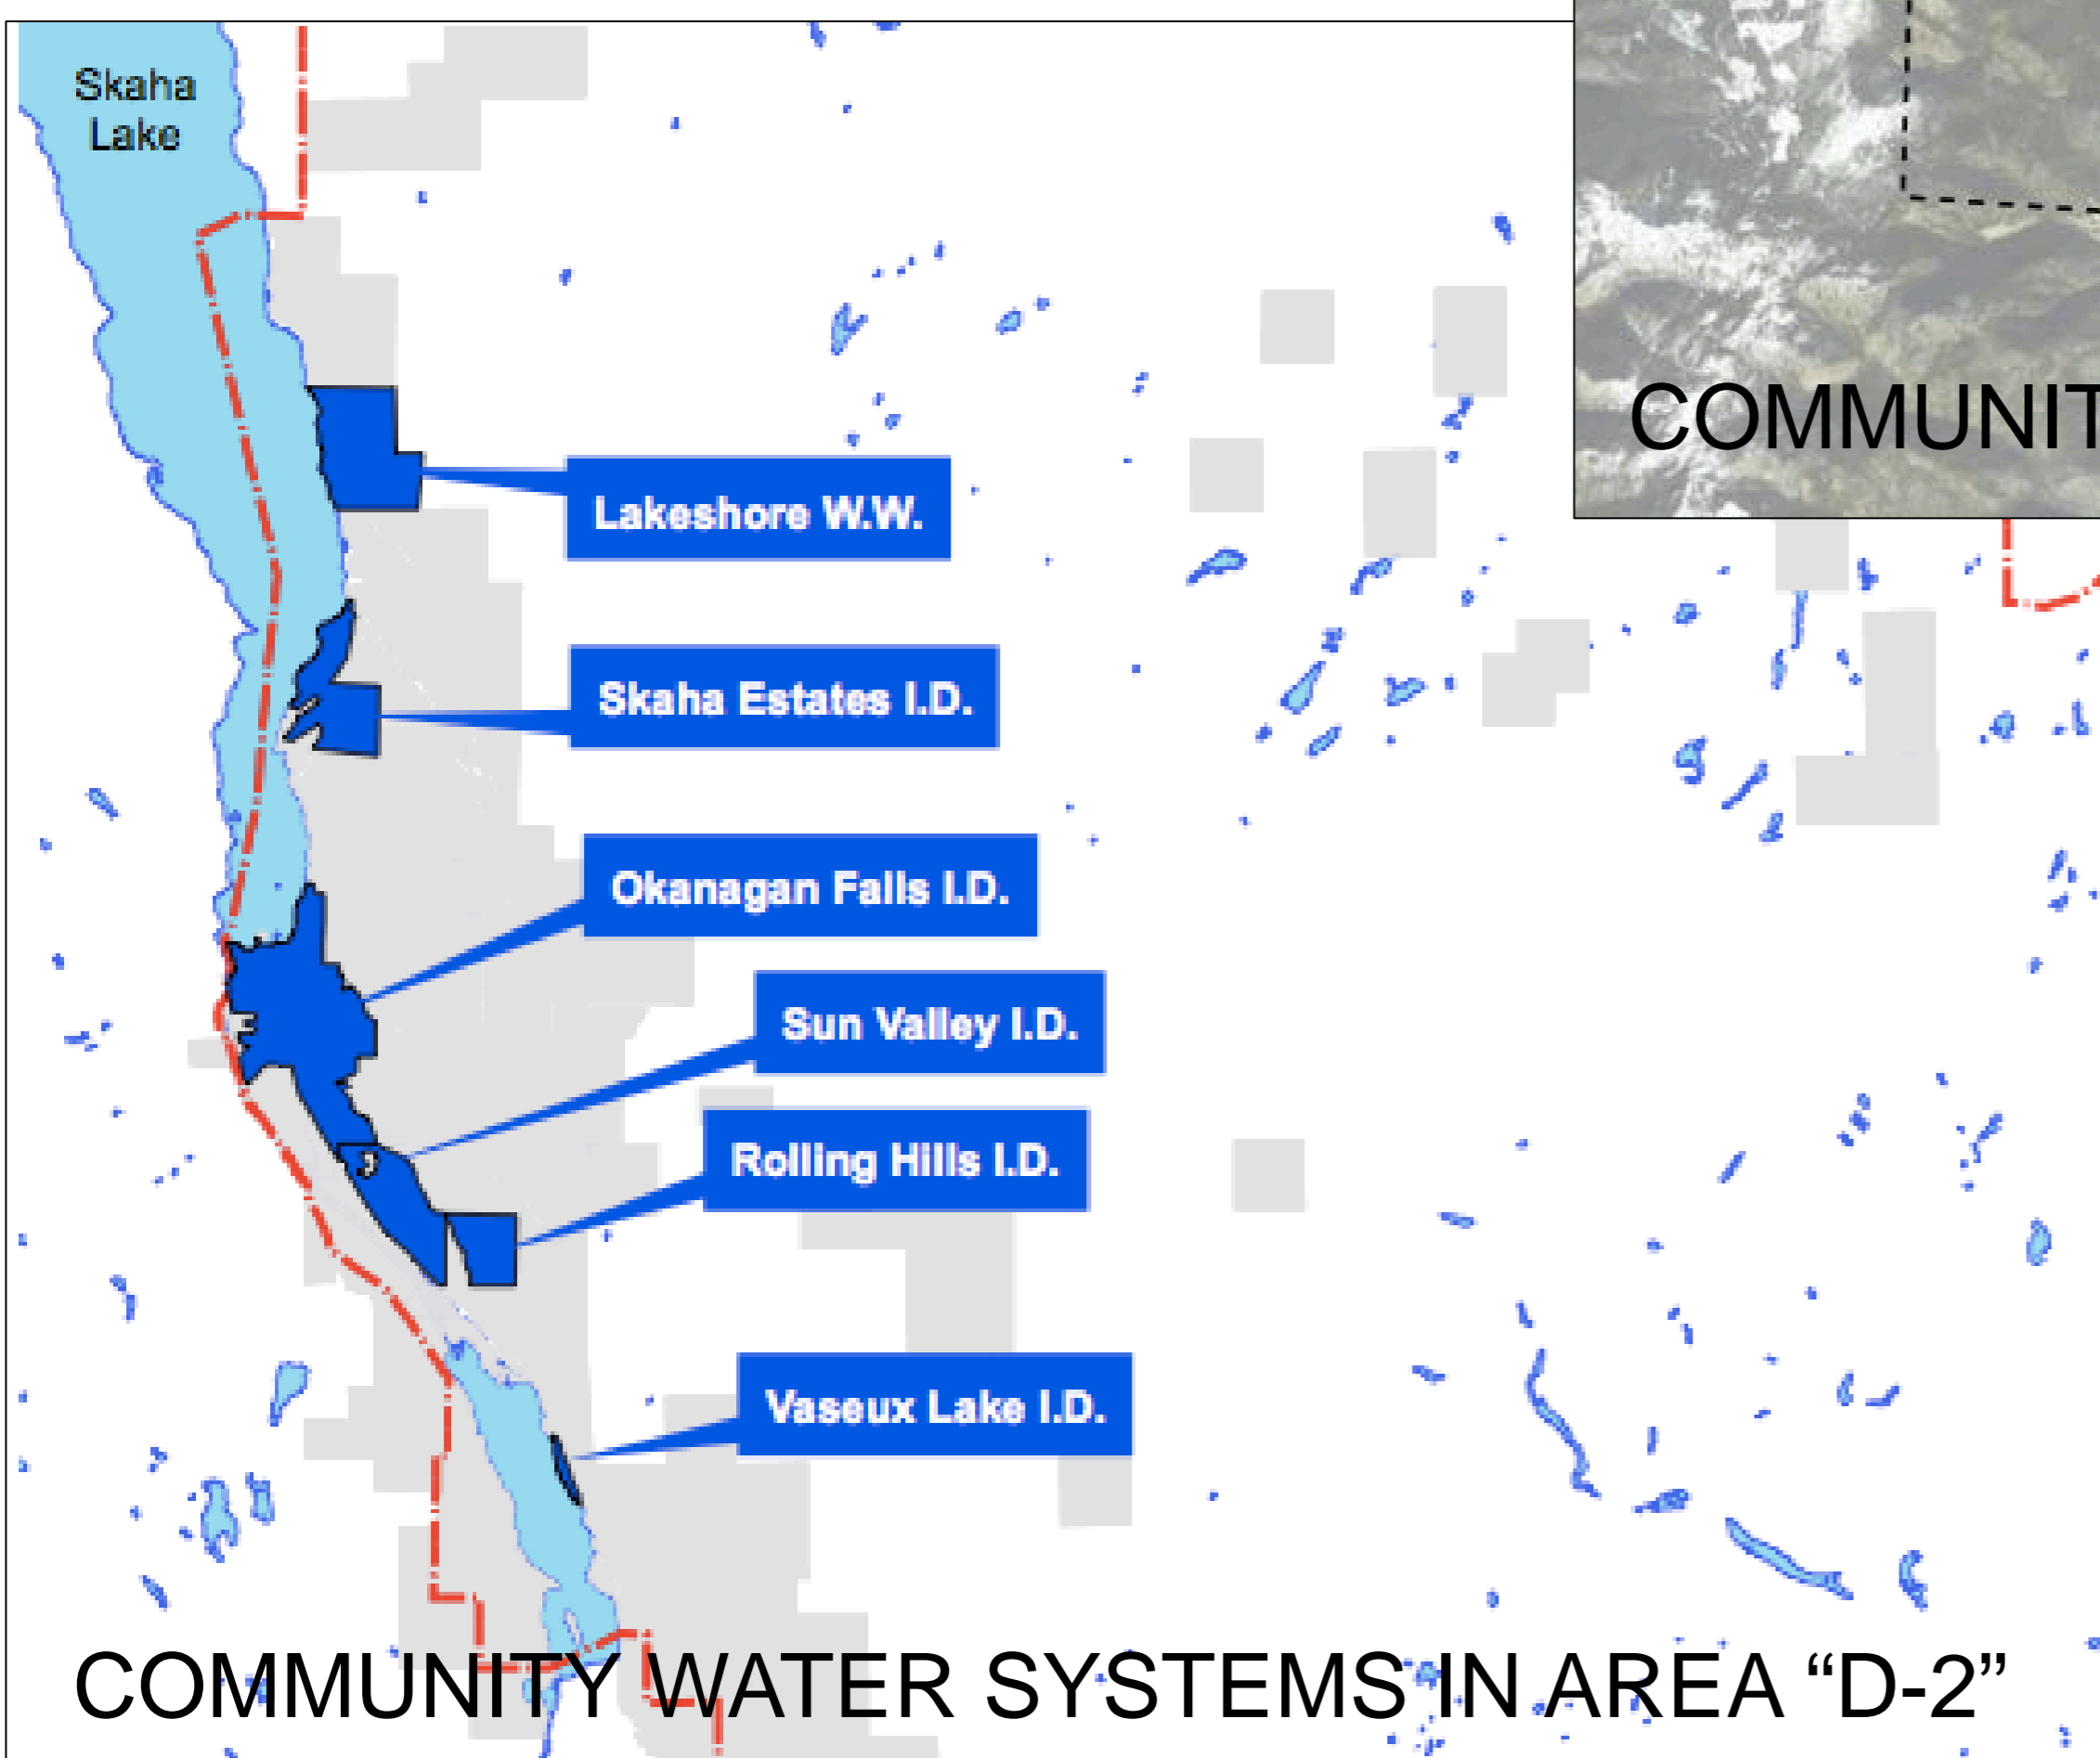 Skaha
Lake
COMMUNIT
Lakeshore W.W.
Skaha Estates I.D.
Okanagan Falls I.D.
Sun Valley I.D.
Rolling Hills I.D.
Vaseux Lake I.D.
COMMUNITY WATER SYSTEMS IN AREA “D-2”